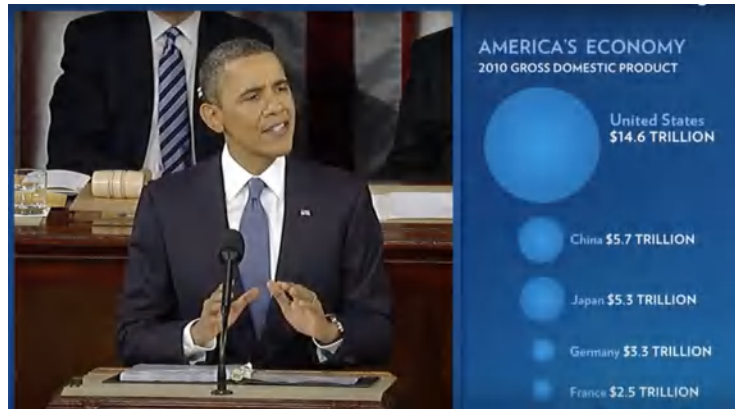 AMERICA'S ECONOMY
2010 GROSS DOMESTIC PRODUCT
United States
$14.6 TRILLION
China $5.7 TRILLION
Japan $5.3 TRILLION
Germany $3.3 TRILLION
France $2.5 TRILLION